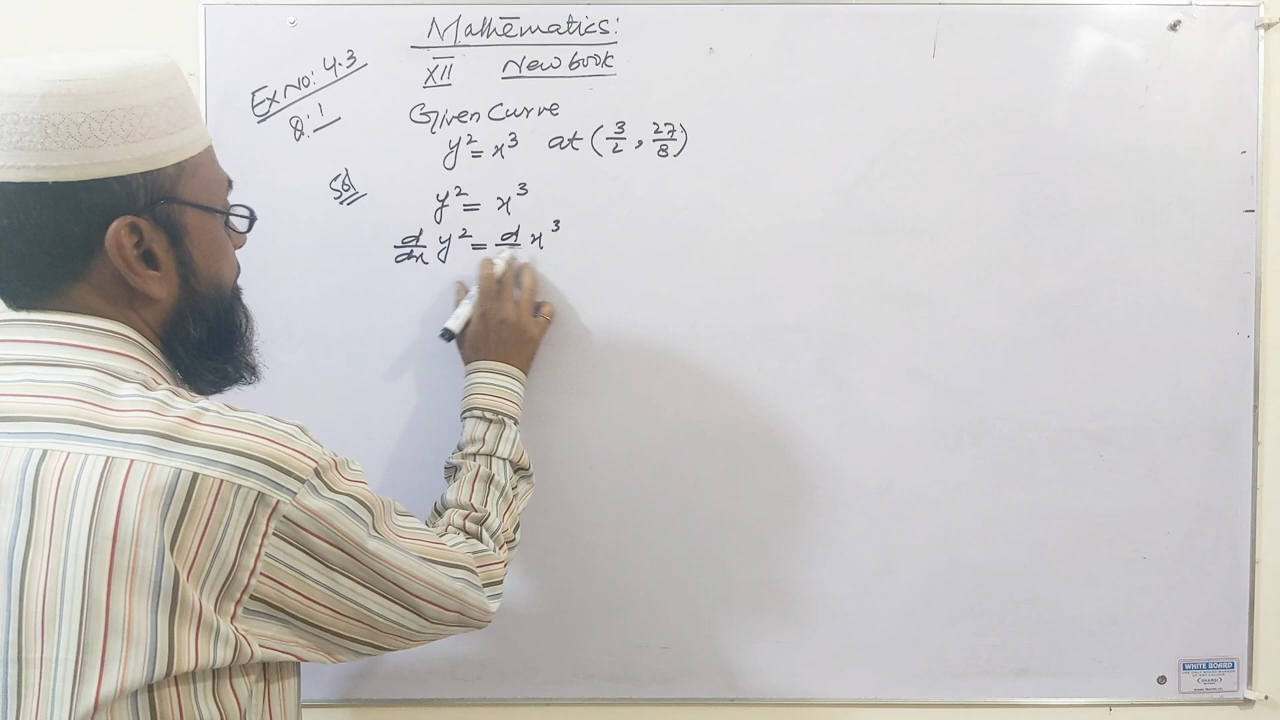 Mathematics:
XII New book
Ex No: 4.3
Q: 1
Given Curve
y² = x³ at (3/2, 27/8)
Sol
y² = x³
d/dx y² = d/ x³
WHITE BOARD